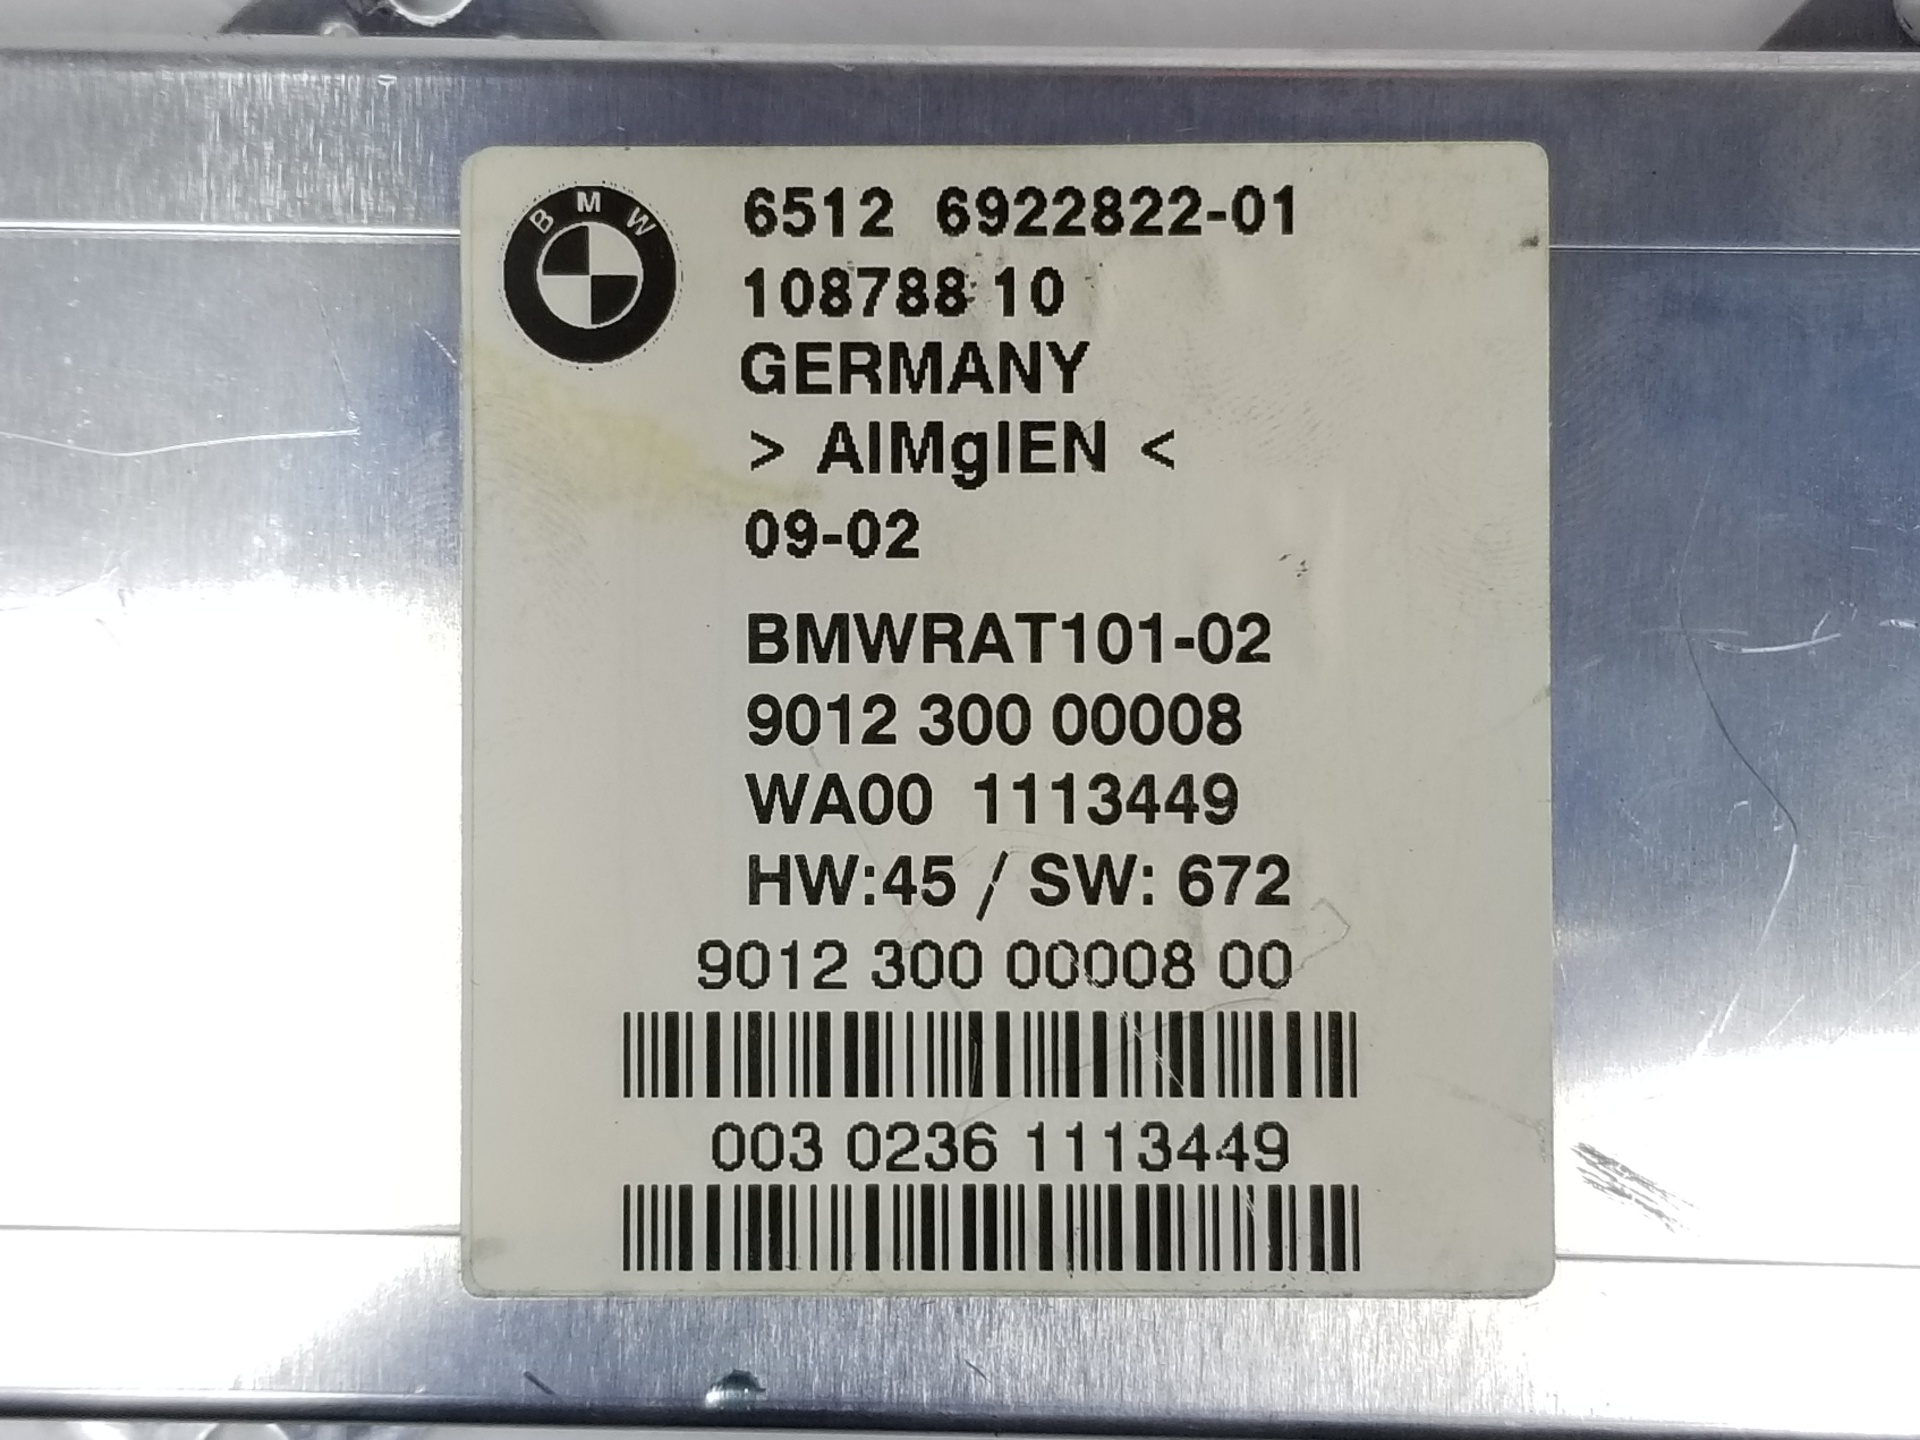 BMW
6512 6922822-01
108788 10
GERMANY
> AlMgIEN <
09-02
BMWRAT101-02
9012 300 00008
WA00 1113449
HW:45 / SW: 672
9012 300 00008 00
003 0236 1113449